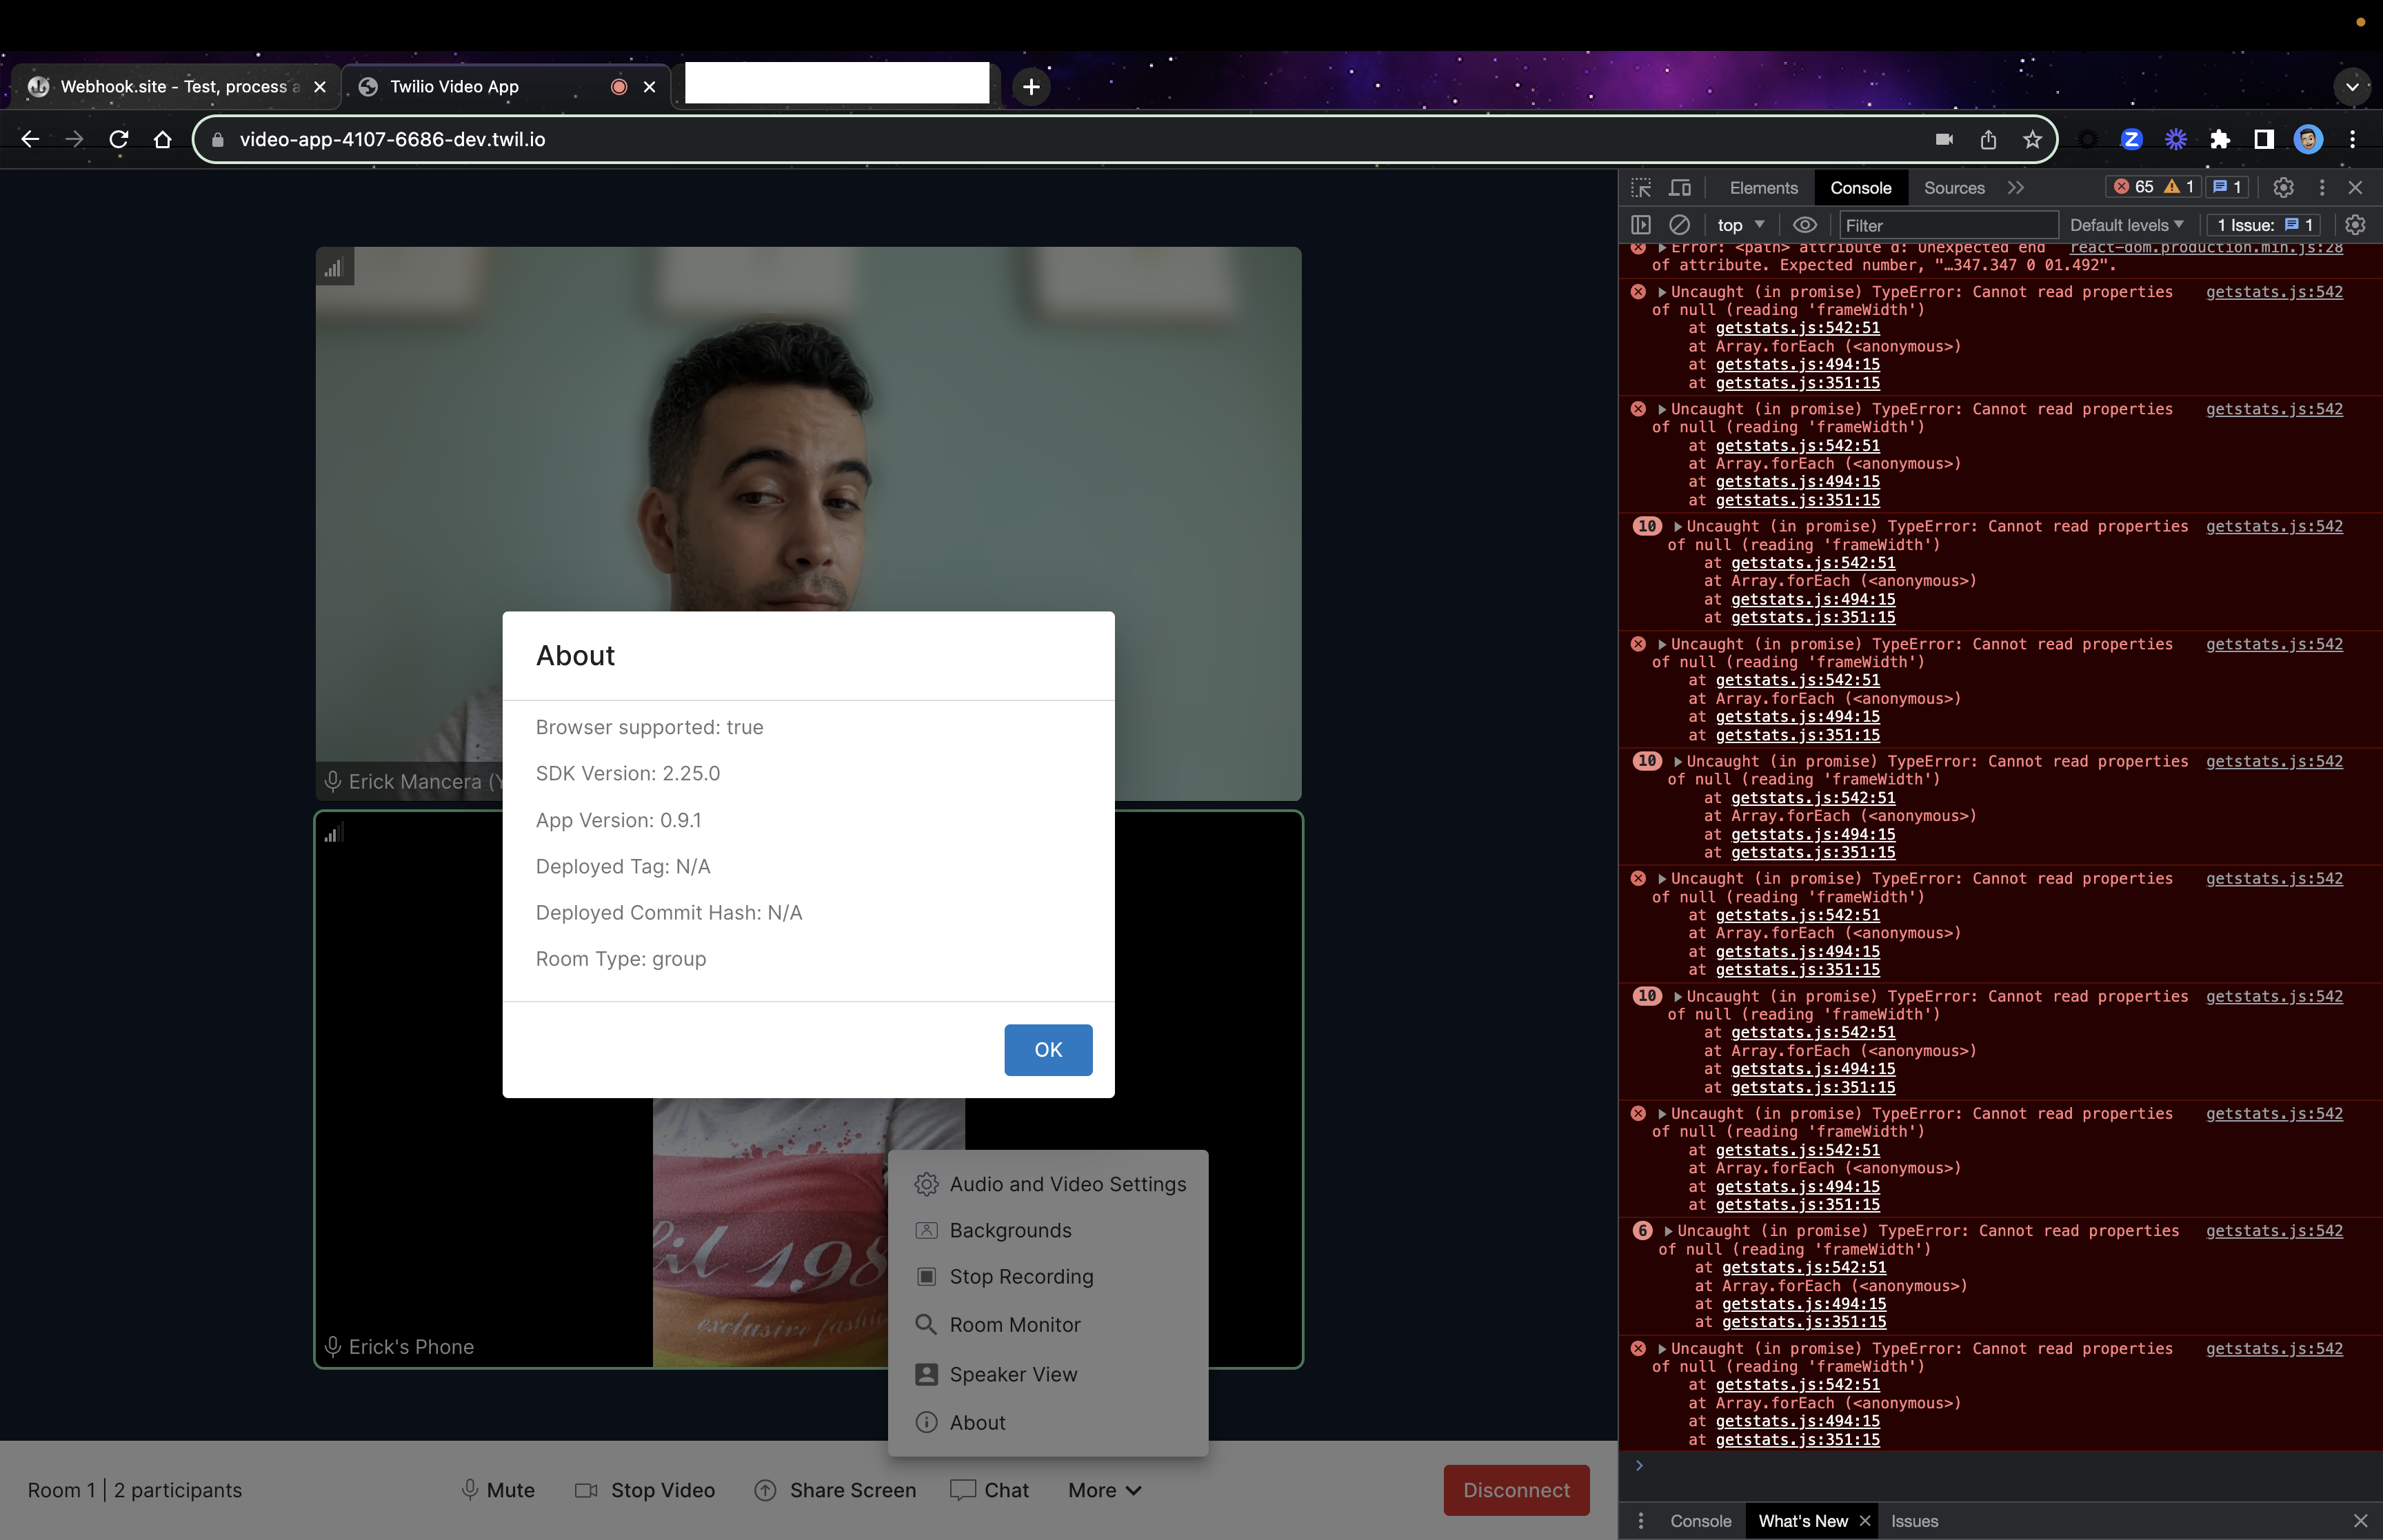 Webhook.site - Test, process a
Twilio Video App
video-app-4107-6686-dev.twil.io
Erick Mancera (Y
About
Browser supported: true
SDK Version: 2.25.0
App Version: 0.9.1
Deployed Tag: N/A
Deployed Commit Hash: N/A
Room Type: group
OK
exclusive fashi
Erick's Phone
Audio and Video Settings
Backgrounds
Stop Recording
Room Monitor
Speaker View
About
Room 1 | 2 participants
Mute
Stop Video
Share Screen
Chat
More
Disconnect
Elements
Console
Sources
65
1
1
top
Filter
Default levels
1 Issue:
1
Error: <path> attribute d: Unexpected end react-dom.production.min.js:28
of attribute. Expected number, "…347.347 0 01.492".
Uncaught (in promise) TypeError: Cannot read properties getstats.js:542
of null (reading 'frameWidth')
at getstats.js:542:51
at Array.forEach (<anonymous>)
at getstats.js:494:15
at getstats.js:351:15
Uncaught (in promise) TypeError: Cannot read properties getstats.js:542
of null (reading 'frameWidth')
at getstats.js:542:51
at Array.forEach (<anonymous>)
at getstats.js:494:15
at getstats.js:351:15
10 Uncaught (in promise) TypeError: Cannot read properties getstats.js:542
of null (reading 'frameWidth')
at getstats.js:542:51
at Array.forEach (<anonymous>)
at getstats.js:494:15
at getstats.js:351:15
Uncaught (in promise) TypeError: Cannot read properties getstats.js:542
of null (reading 'frameWidth')
at getstats.js:542:51
at Array.forEach (<anonymous>)
at getstats.js:494:15
at getstats.js:351:15
10 Uncaught (in promise) TypeError: Cannot read properties getstats.js:542
of null (reading 'frameWidth')
at getstats.js:542:51
at Array.forEach (<anonymous>)
at getstats.js:494:15
at getstats.js:351:15
Uncaught (in promise) TypeError: Cannot read properties getstats.js:542
of null (reading 'frameWidth')
at getstats.js:542:51
at Array.forEach (<anonymous>)
at getstats.js:494:15
at getstats.js:351:15
10 Uncaught (in promise) TypeError: Cannot read properties getstats.js:542
of null (reading 'frameWidth')
at getstats.js:542:51
at Array.forEach (<anonymous>)
at getstats.js:494:15
at getstats.js:351:15
Uncaught (in promise) TypeError: Cannot read properties getstats.js:542
of null (reading 'frameWidth')
at getstats.js:542:51
at Array.forEach (<anonymous>)
at getstats.js:494:15
at getstats.js:351:15
6 Uncaught (in promise) TypeError: Cannot read properties getstats.js:542
of null (reading 'frameWidth')
at getstats.js:542:51
at Array.forEach (<anonymous>)
at getstats.js:494:15
at getstats.js:351:15
Uncaught (in promise) TypeError: Cannot read properties getstats.js:542
of null (reading 'frameWidth')
at getstats.js:542:51
at Array.forEach (<anonymous>)
at getstats.js:494:15
at getstats.js:351:15
Console
What's New
Issues